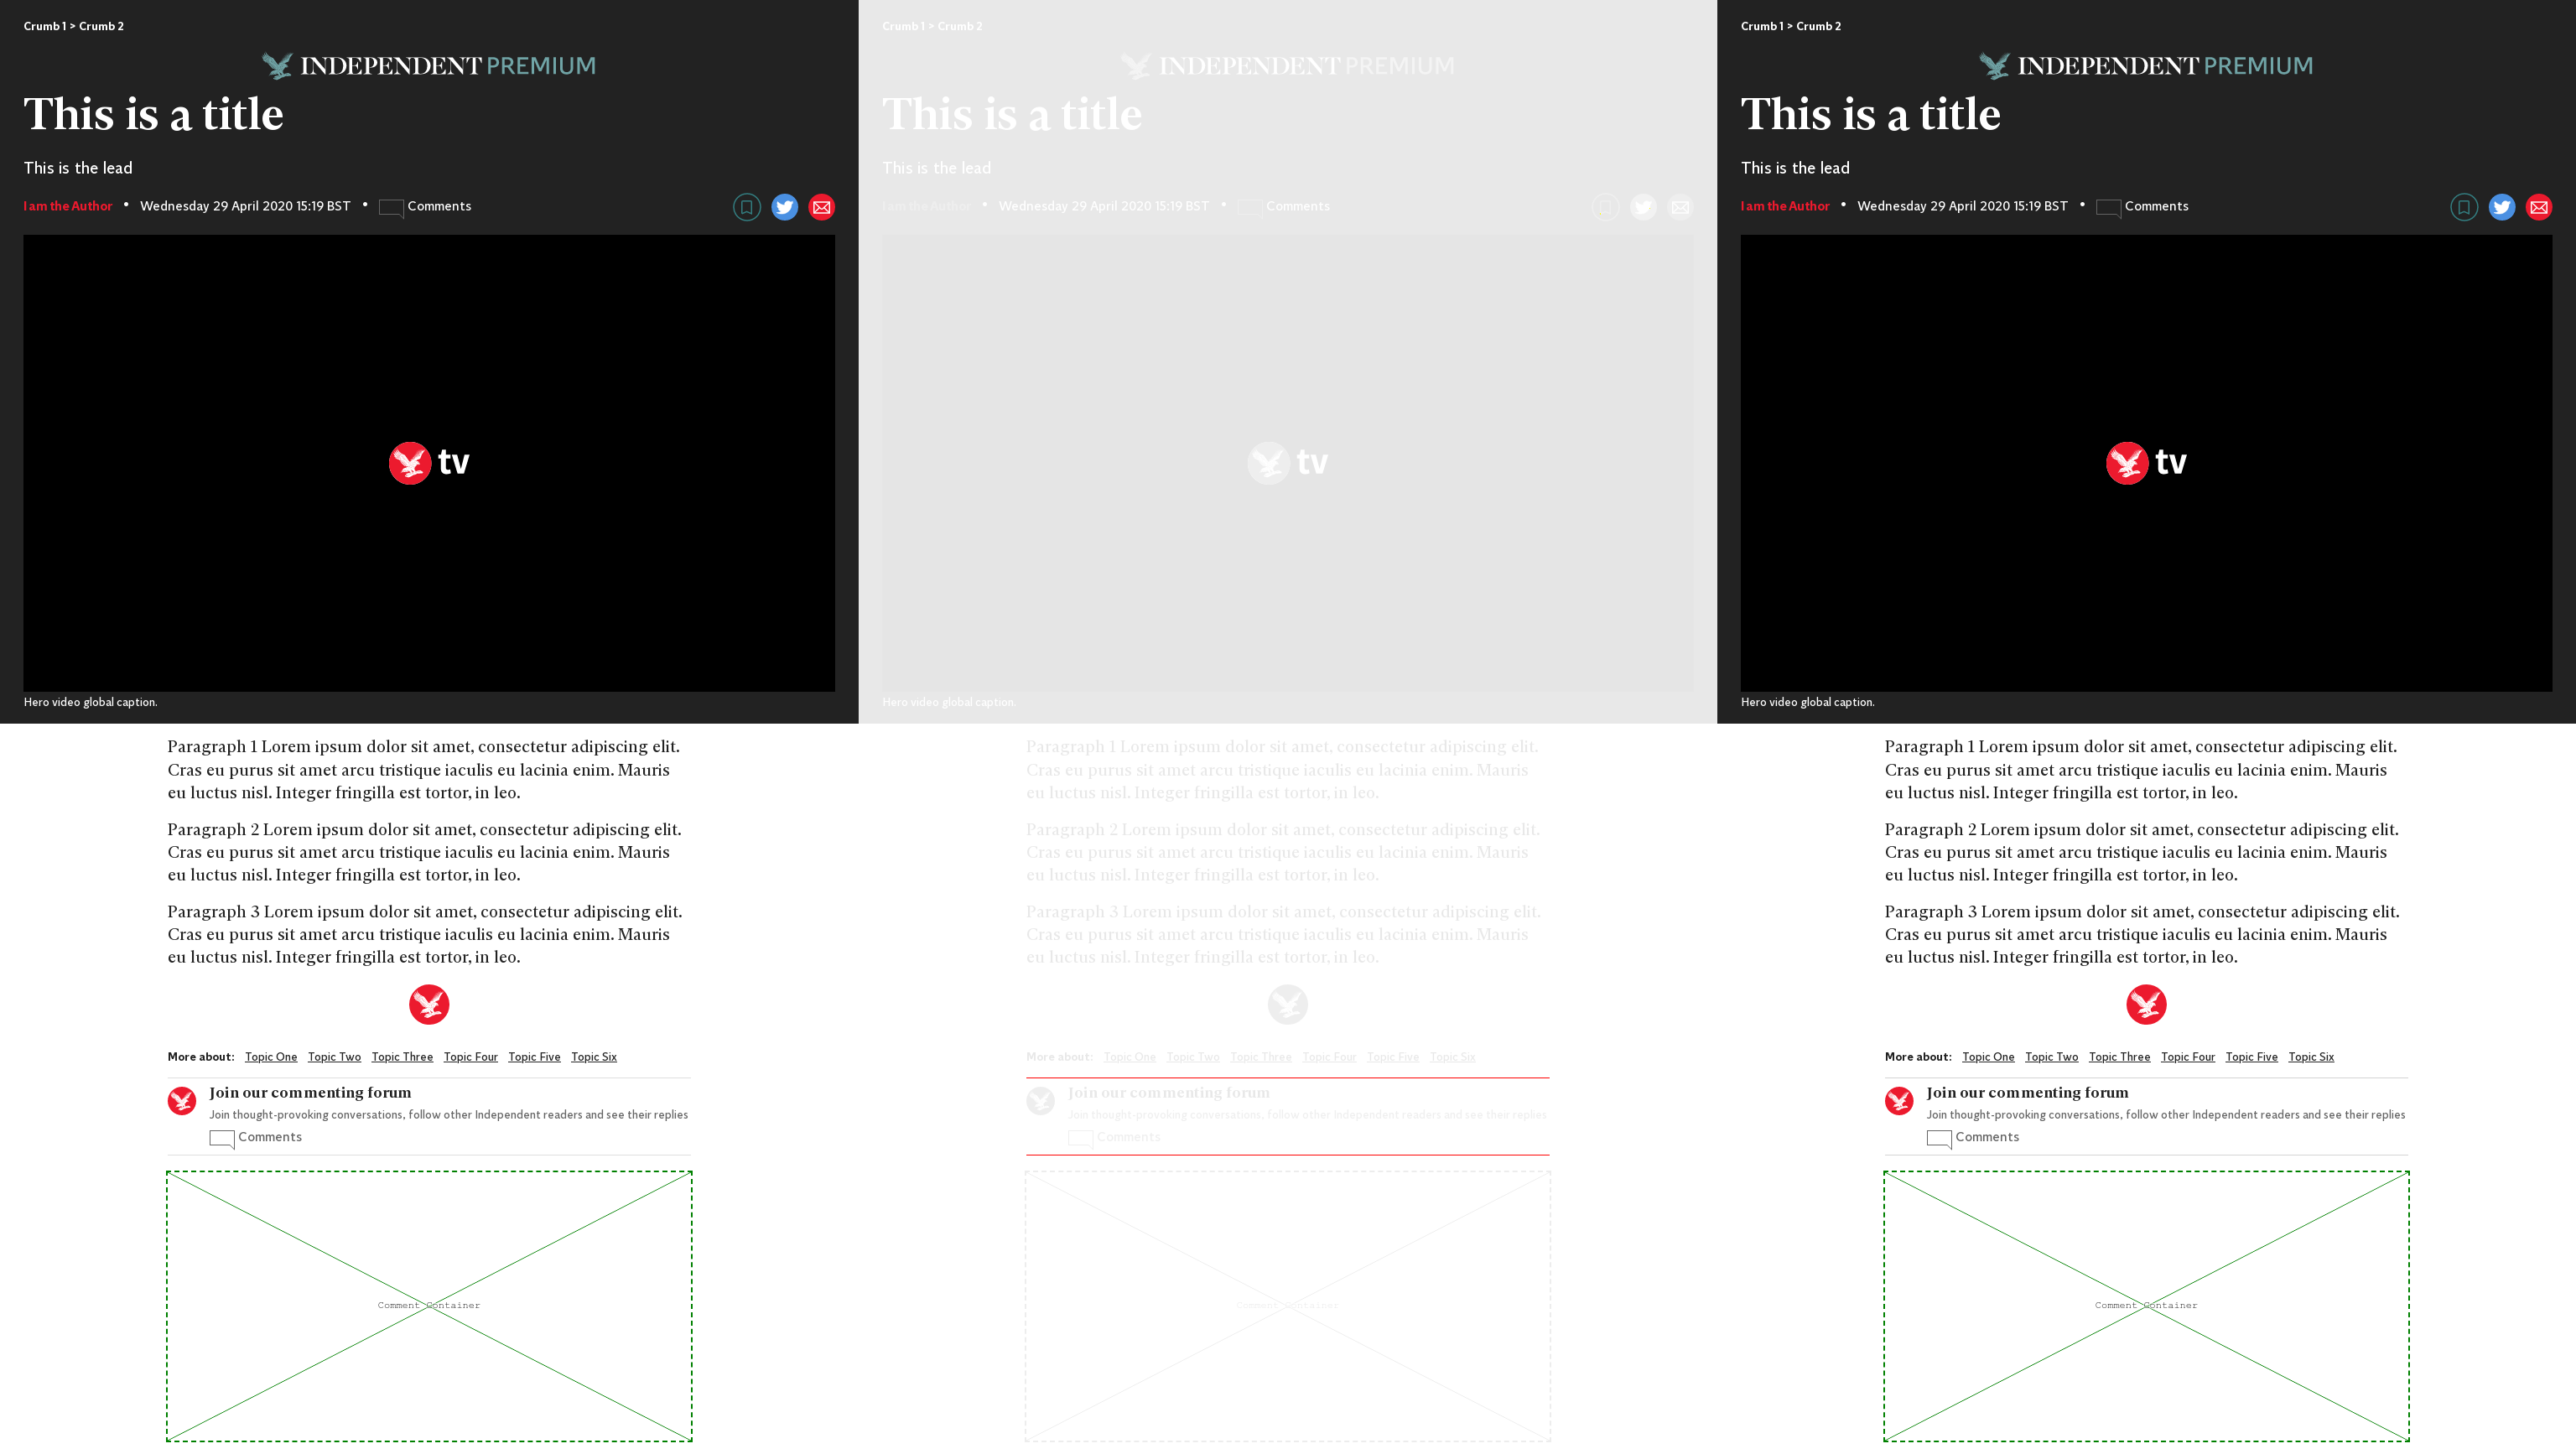 Crumb 1 > Crumb 2
INDEPENDENT PREMIUM
This is a title
This is the lead
I am the Author • Wednesday 29 April 2020 15:19 BST • Comments
tv
Hero video global caption.
Paragraph 1 Lorem ipsum dolor sit amet, consectetur adipiscing elit.
Cras eu purus sit amet arcu tristique iaculis eu lacinia enim. Mauris
eu luctus nisl. Integer fringilla est tortor, in leo.
Paragraph 2 Lorem ipsum dolor sit amet, consectetur adipiscing elit.
Cras eu purus sit amet arcu tristique iaculis eu lacinia enim. Mauris
eu luctus nisl. Integer fringilla est tortor, in leo.
Paragraph 3 Lorem ipsum dolor sit amet, consectetur adipiscing elit.
Cras eu purus sit amet arcu tristique iaculis eu lacinia enim. Mauris
eu luctus nisl. Integer fringilla est tortor, in leo.
More about: Topic One Topic Two Topic Three Topic Four Topic Five Topic Six
Join our commenting forum
Join thought-provoking conversations, follow other Independent readers and see their replies
Comments
Comment Container
Crumb 1 > Crumb 2
INDEPENDENT PREMIUM
This is a title
This is the lead
I am the Author • Wednesday 29 April 2020 15:19 BST • Comments
tv
Hero video global caption.
Paragraph 1 Lorem ipsum dolor sit amet, consectetur adipiscing elit.
Cras eu purus sit amet arcu tristique iaculis eu lacinia enim. Mauris
eu luctus nisl. Integer fringilla est tortor, in leo.
Paragraph 2 Lorem ipsum dolor sit amet, consectetur adipiscing elit.
Cras eu purus sit amet arcu tristique iaculis eu lacinia enim. Mauris
eu luctus nisl. Integer fringilla est tortor, in leo.
Paragraph 3 Lorem ipsum dolor sit amet, consectetur adipiscing elit.
Cras eu purus sit amet arcu tristique iaculis eu lacinia enim. Mauris
eu luctus nisl. Integer fringilla est tortor, in leo.
More about: Topic One Topic Two Topic Three Topic Four Topic Five Topic Six
Join our commenting forum
Join thought-provoking conversations, follow other Independent readers and see their replies
Comments
Comment Container
Crumb 1 > Crumb 2
INDEPENDENT PREMIUM
This is a title
This is the lead
I am the Author • Wednesday 29 April 2020 15:19 BST • Comments
tv
Hero video global caption.
Paragraph 1 Lorem ipsum dolor sit amet, consectetur adipiscing elit.
Cras eu purus sit amet arcu tristique iaculis eu lacinia enim. Mauris
eu luctus nisl. Integer fringilla est tortor, in leo.
Paragraph 2 Lorem ipsum dolor sit amet, consectetur adipiscing elit.
Cras eu purus sit amet arcu tristique iaculis eu lacinia enim. Mauris
eu luctus nisl. Integer fringilla est tortor, in leo.
Paragraph 3 Lorem ipsum dolor sit amet, consectetur adipiscing elit.
Cras eu purus sit amet arcu tristique iaculis eu lacinia enim. Mauris
eu luctus nisl. Integer fringilla est tortor, in leo.
More about: Topic One Topic Two Topic Three Topic Four Topic Five Topic Six
Join our commenting forum
Join thought-provoking conversations, follow other Independent readers and see their replies
Comments
Comment Container